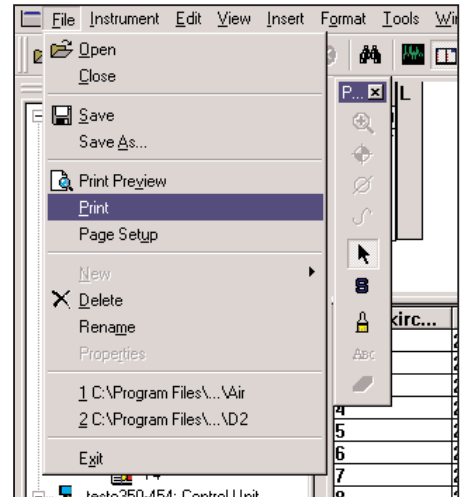 File Instrument Edit View Insert Format Tools
Open
Close
P...
L
Save
Save As...
Print Preview
Print
Page Setup
New
S
Delete
Rename
kirc...
Properties
ABC
1 C:\Program Files\...\Air
2 C:\Program Files\...\D2
4
5
Exit
6
7
testo350-454: Control Unit
8